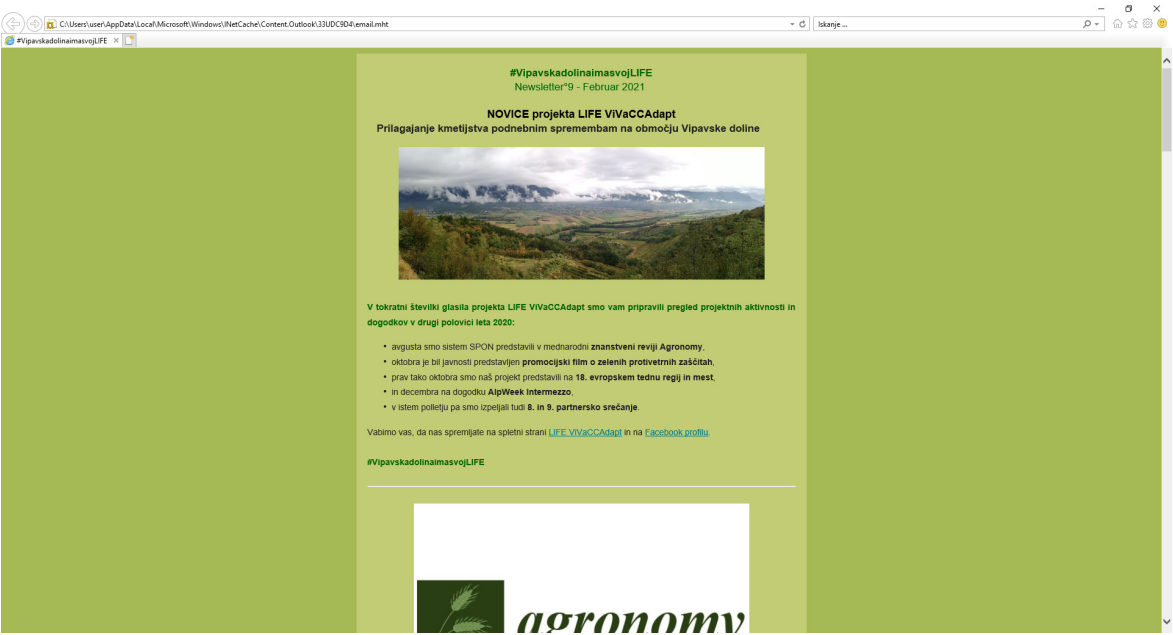 C:\Users\user\AppData\Local\Microsoft\Windows\INetCache\Content.Outlook\33UDC9D4\email.mht
Iskanje ...
#VipavskadolinaimasvojLIFE
#VipavskadolinaimasvojLIFE
Newsletter°9 - Februar 2021
NOVICE projekta LIFE ViVaCCAdapt
Prilagajanje kmetijstva podnebnim spremembam na območju Vipavske doline
V tokratni številki glasila projekta LIFE ViVaCCAdapt smo vam pripravili pregled projektnih aktivnosti in
dogodkov v drugi polovici leta 2020:
• avgusta smo sistem SPON predstavili v mednarodni znanstveni reviji Agronomy,
• oktobra je bil javnosti predstavljen promocijski film o zelenih protivetrnih zaščitah,
• prav tako oktobra smo naš projekt predstavili na 18. evropskem tednu regij in mest,
• in decembra na dogodku AlpWeek Intermezzo,
• v istem polletju pa smo izpeljali tudi 8. in 9. partnersko srečanje.
Vabimo vas, da nas spremljate na spletni strani LIFE ViVaCCAdapt in na Facebook profilu.
#VipavskadolinaimasvojLIFE
agronomy